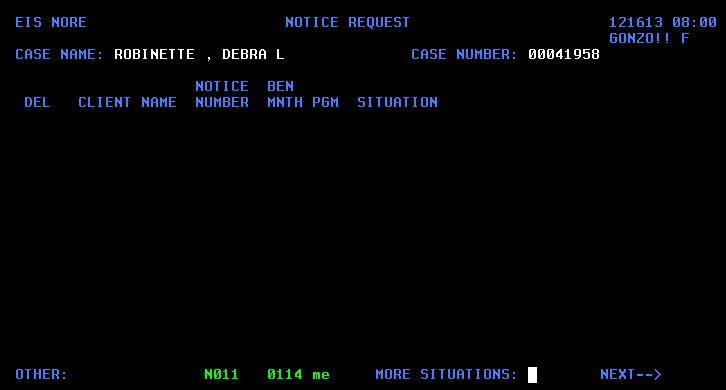 EIS NORE NOTICE REQUEST 121613 08:00
GONZO!! F
CASE NAME: ROBINETTE , DEBRA L CASE NUMBER: 00041958
NOTICE BEN
DEL CLIENT NAME NUMBER MNTH PGM SITUATION
OTHER: N011 0114 me MORE SITUATIONS: NEXT-->